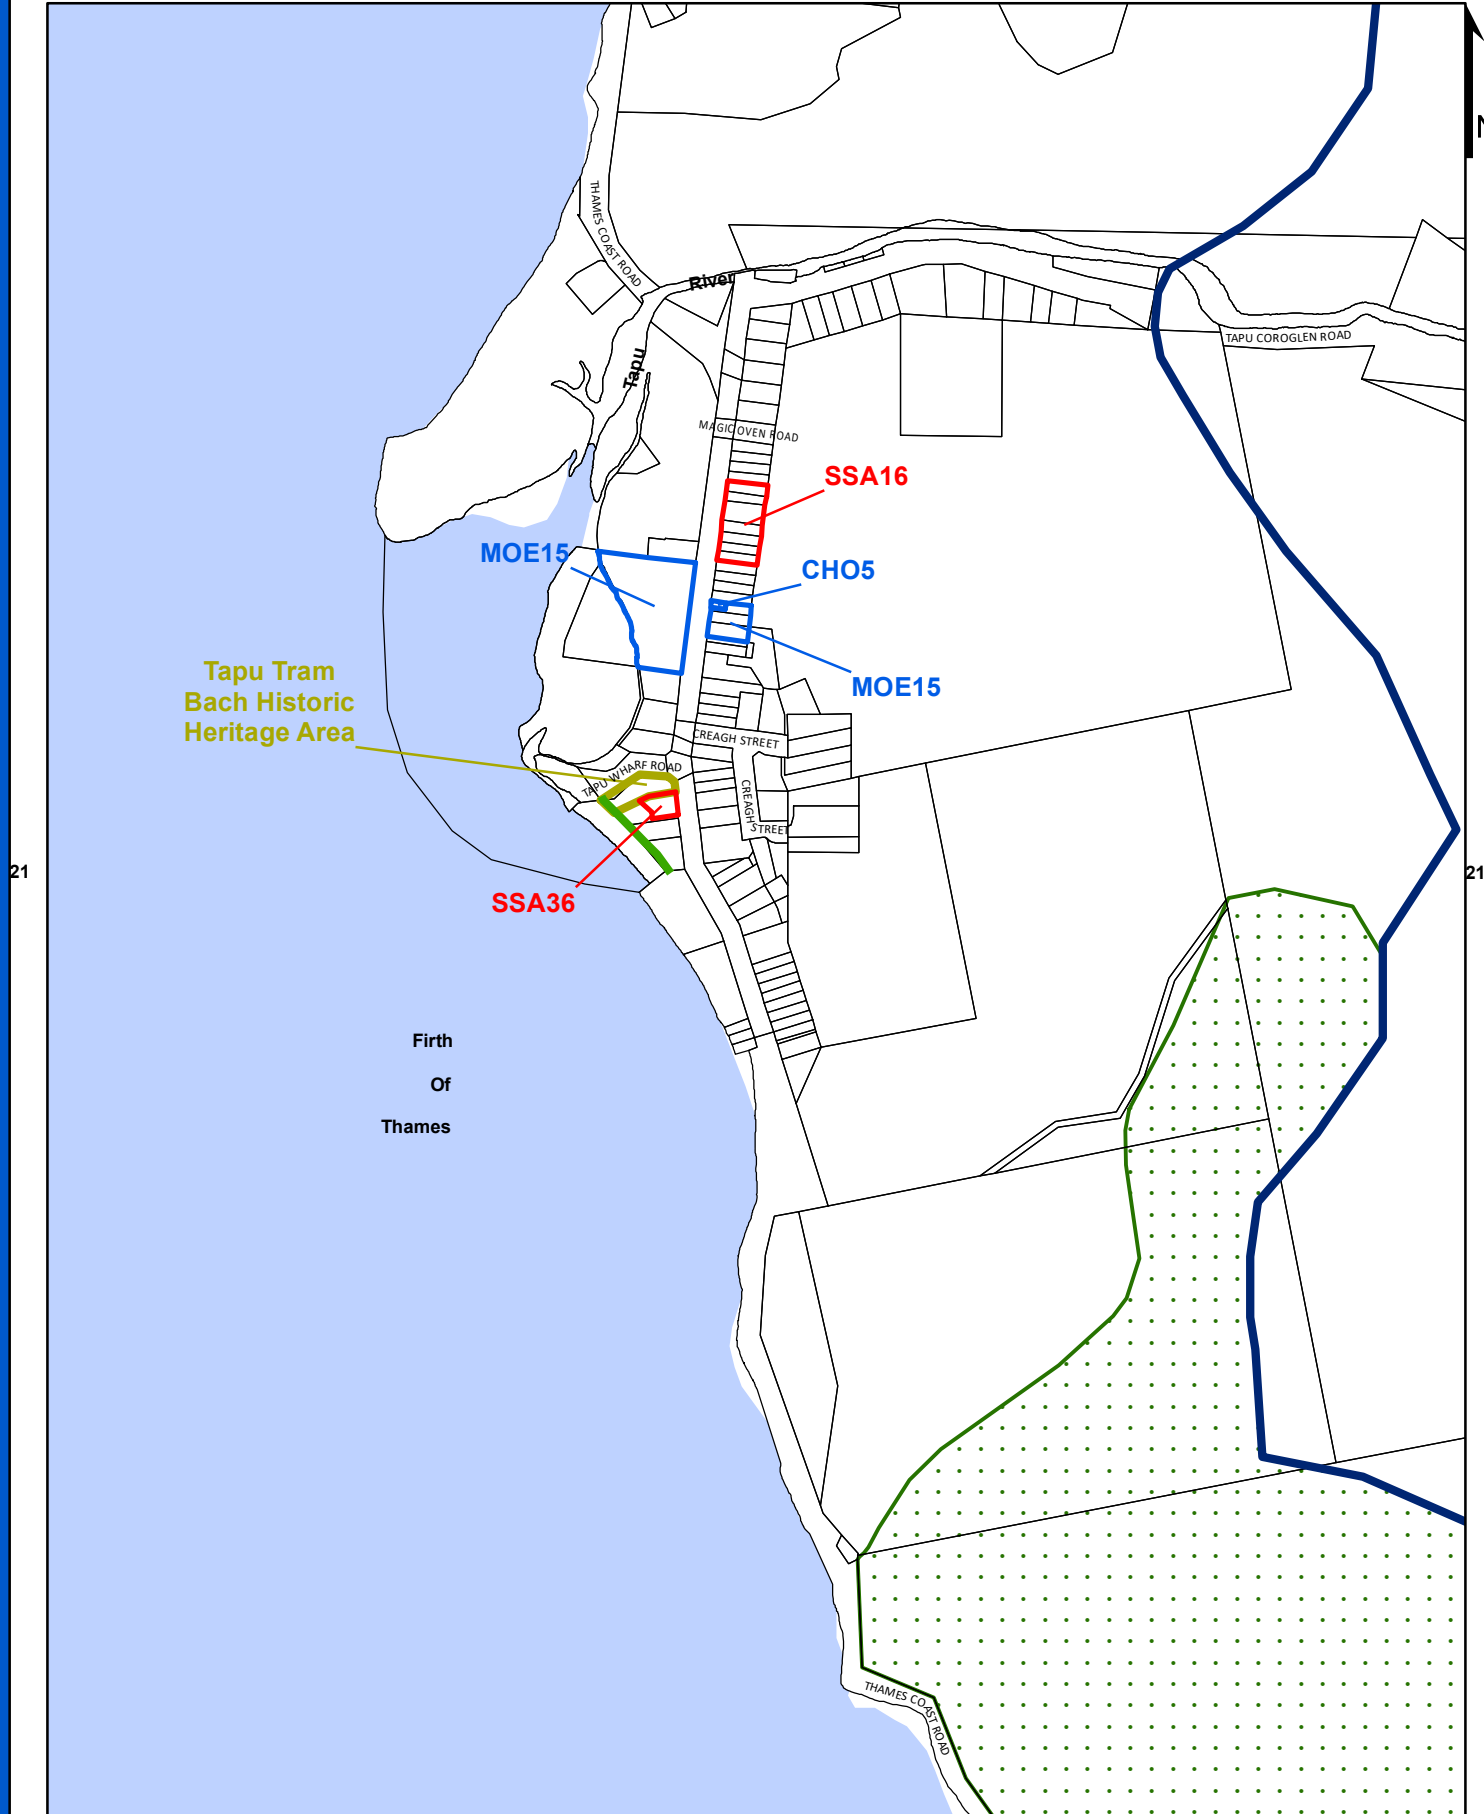 N
THAMES COAST ROAD
River
TAPU COROGLEN ROAD
Tapu
MAGIC OVEN ROAD
SSA16
MOE15
CHO5
Tapu Tram
Bach Historic
Heritage Area
MOE15
CREAGH STREET
TAPU WHARF ROAD
CREAGH
STREET
21
21
SSA36
Firth
Of
Thames
THAMES COAST ROAD